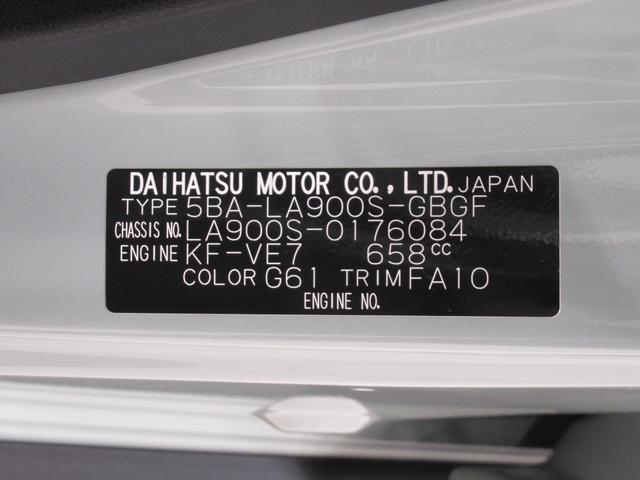 DAIHATSU MOTOR CO., LTD. JAPAN
TYPE 5BA-LA900S-GBGF
CHASSIS NO. LA900S-0176084
ENGINE KF-VE7 658cc
COLOR G61 TRIM FA10
ENGINE NO.